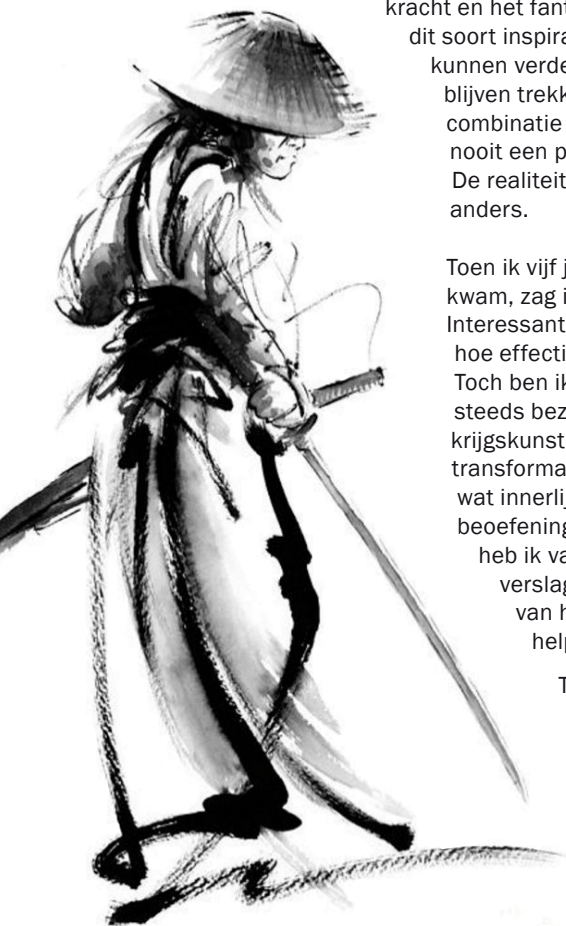 kracht en het fant
dit soort inspira
kunnen verde
blijven trekk
combinatie
nooit een p
De realiteit
anders.
Toen ik vijf j
kwam, zag i
Interessant
hoe effecti
Toch ben ik
steeds bez
krijgskunst
transforma
wat innerlij
beoefening
heb ik va
verslag
van h
help
T